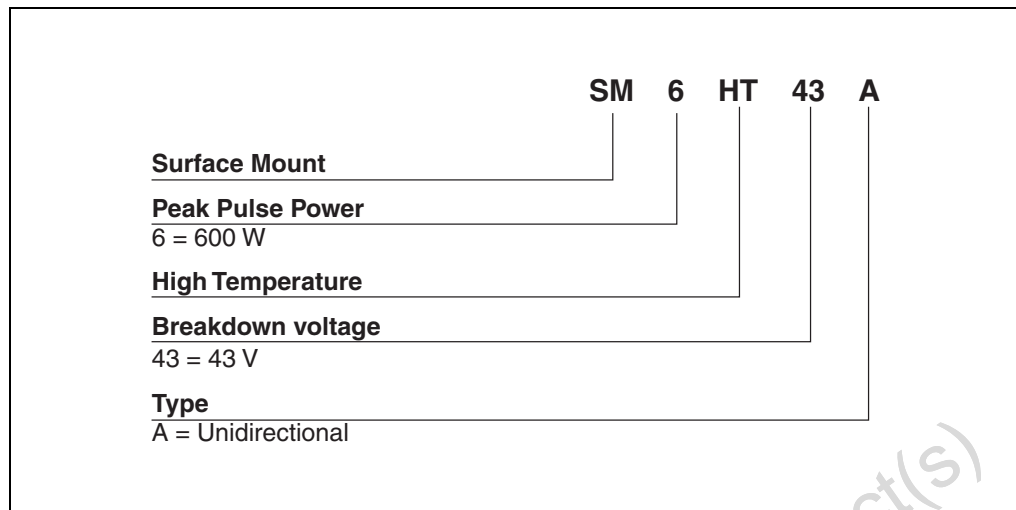 SM 6 HT 43 A
Surface Mount
Peak Pulse Power
6 = 600 W
High Temperature
Breakdown voltage
43 = 43 V
Type
A = Unidirectional
ct(s)